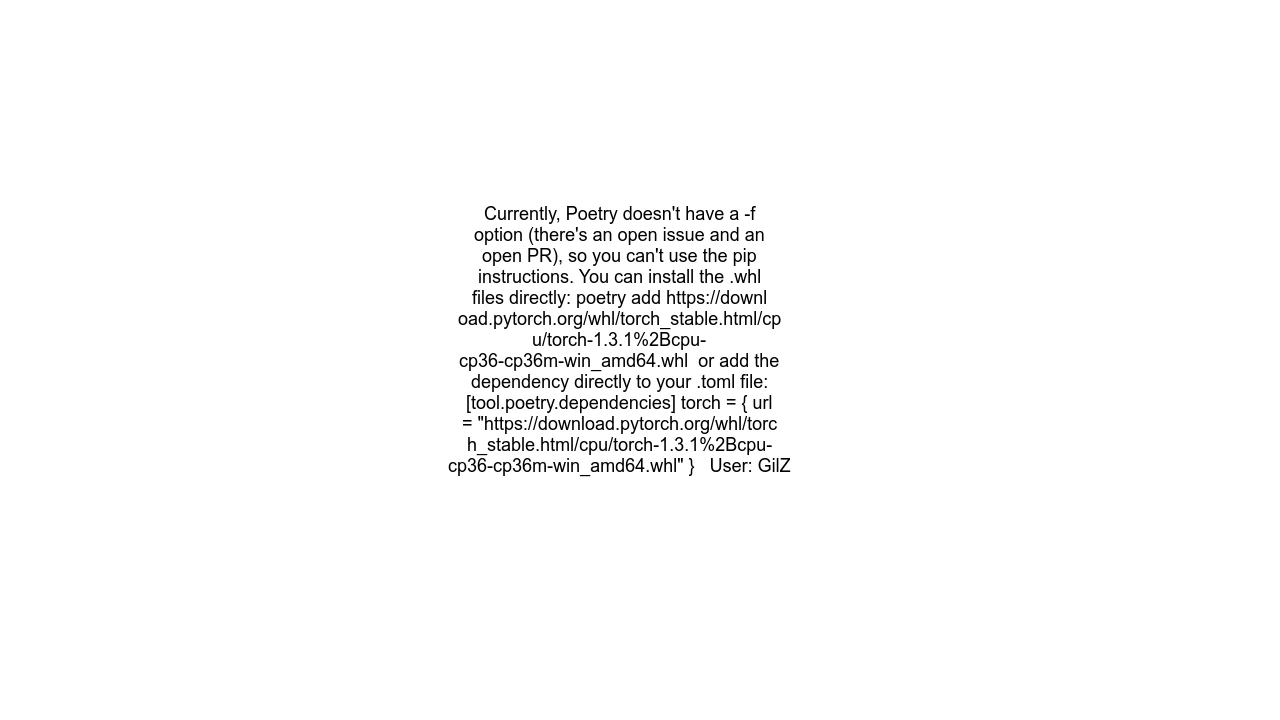 Currently, Poetry doesn't have a -f
option (there's an open issue and an
open PR), so you can't use the pip
instructions. You can install the .whl
files directly: poetry add https://downl
oad.pytorch.org/whl/torch_stable.html/cp
u/torch-1.3.1%2Bcpu-
cp36-cp36m-win_amd64.whl  or add the
dependency directly to your .toml file:
[tool.poetry.dependencies] torch = { url
= "https://download.pytorch.org/whl/torc
h_stable.html/cpu/torch-1.3.1%2Bcpu-
cp36-cp36m-win_amd64.whl" }   User: GilZ